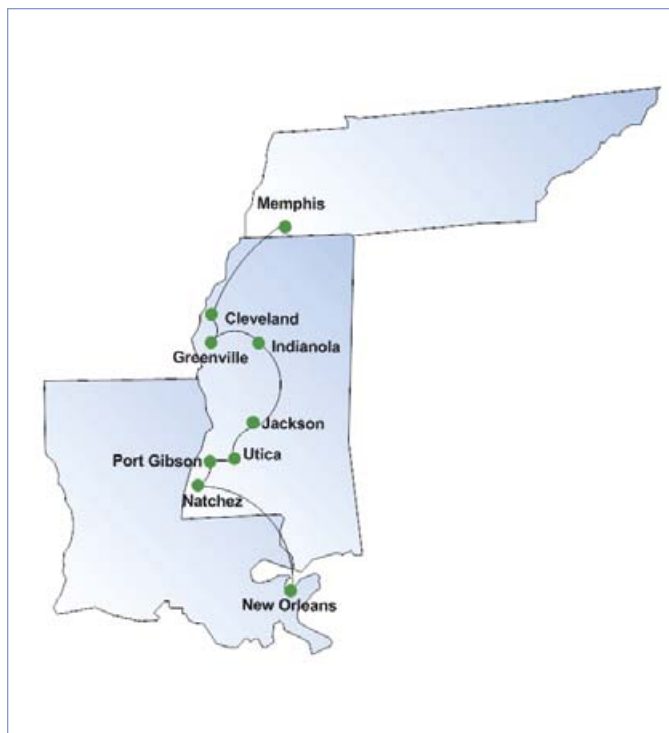 Memphis
Cleveland
Indianola
Greenville
Jackson
Utica
Port Gibson
Natchez
New Orleans